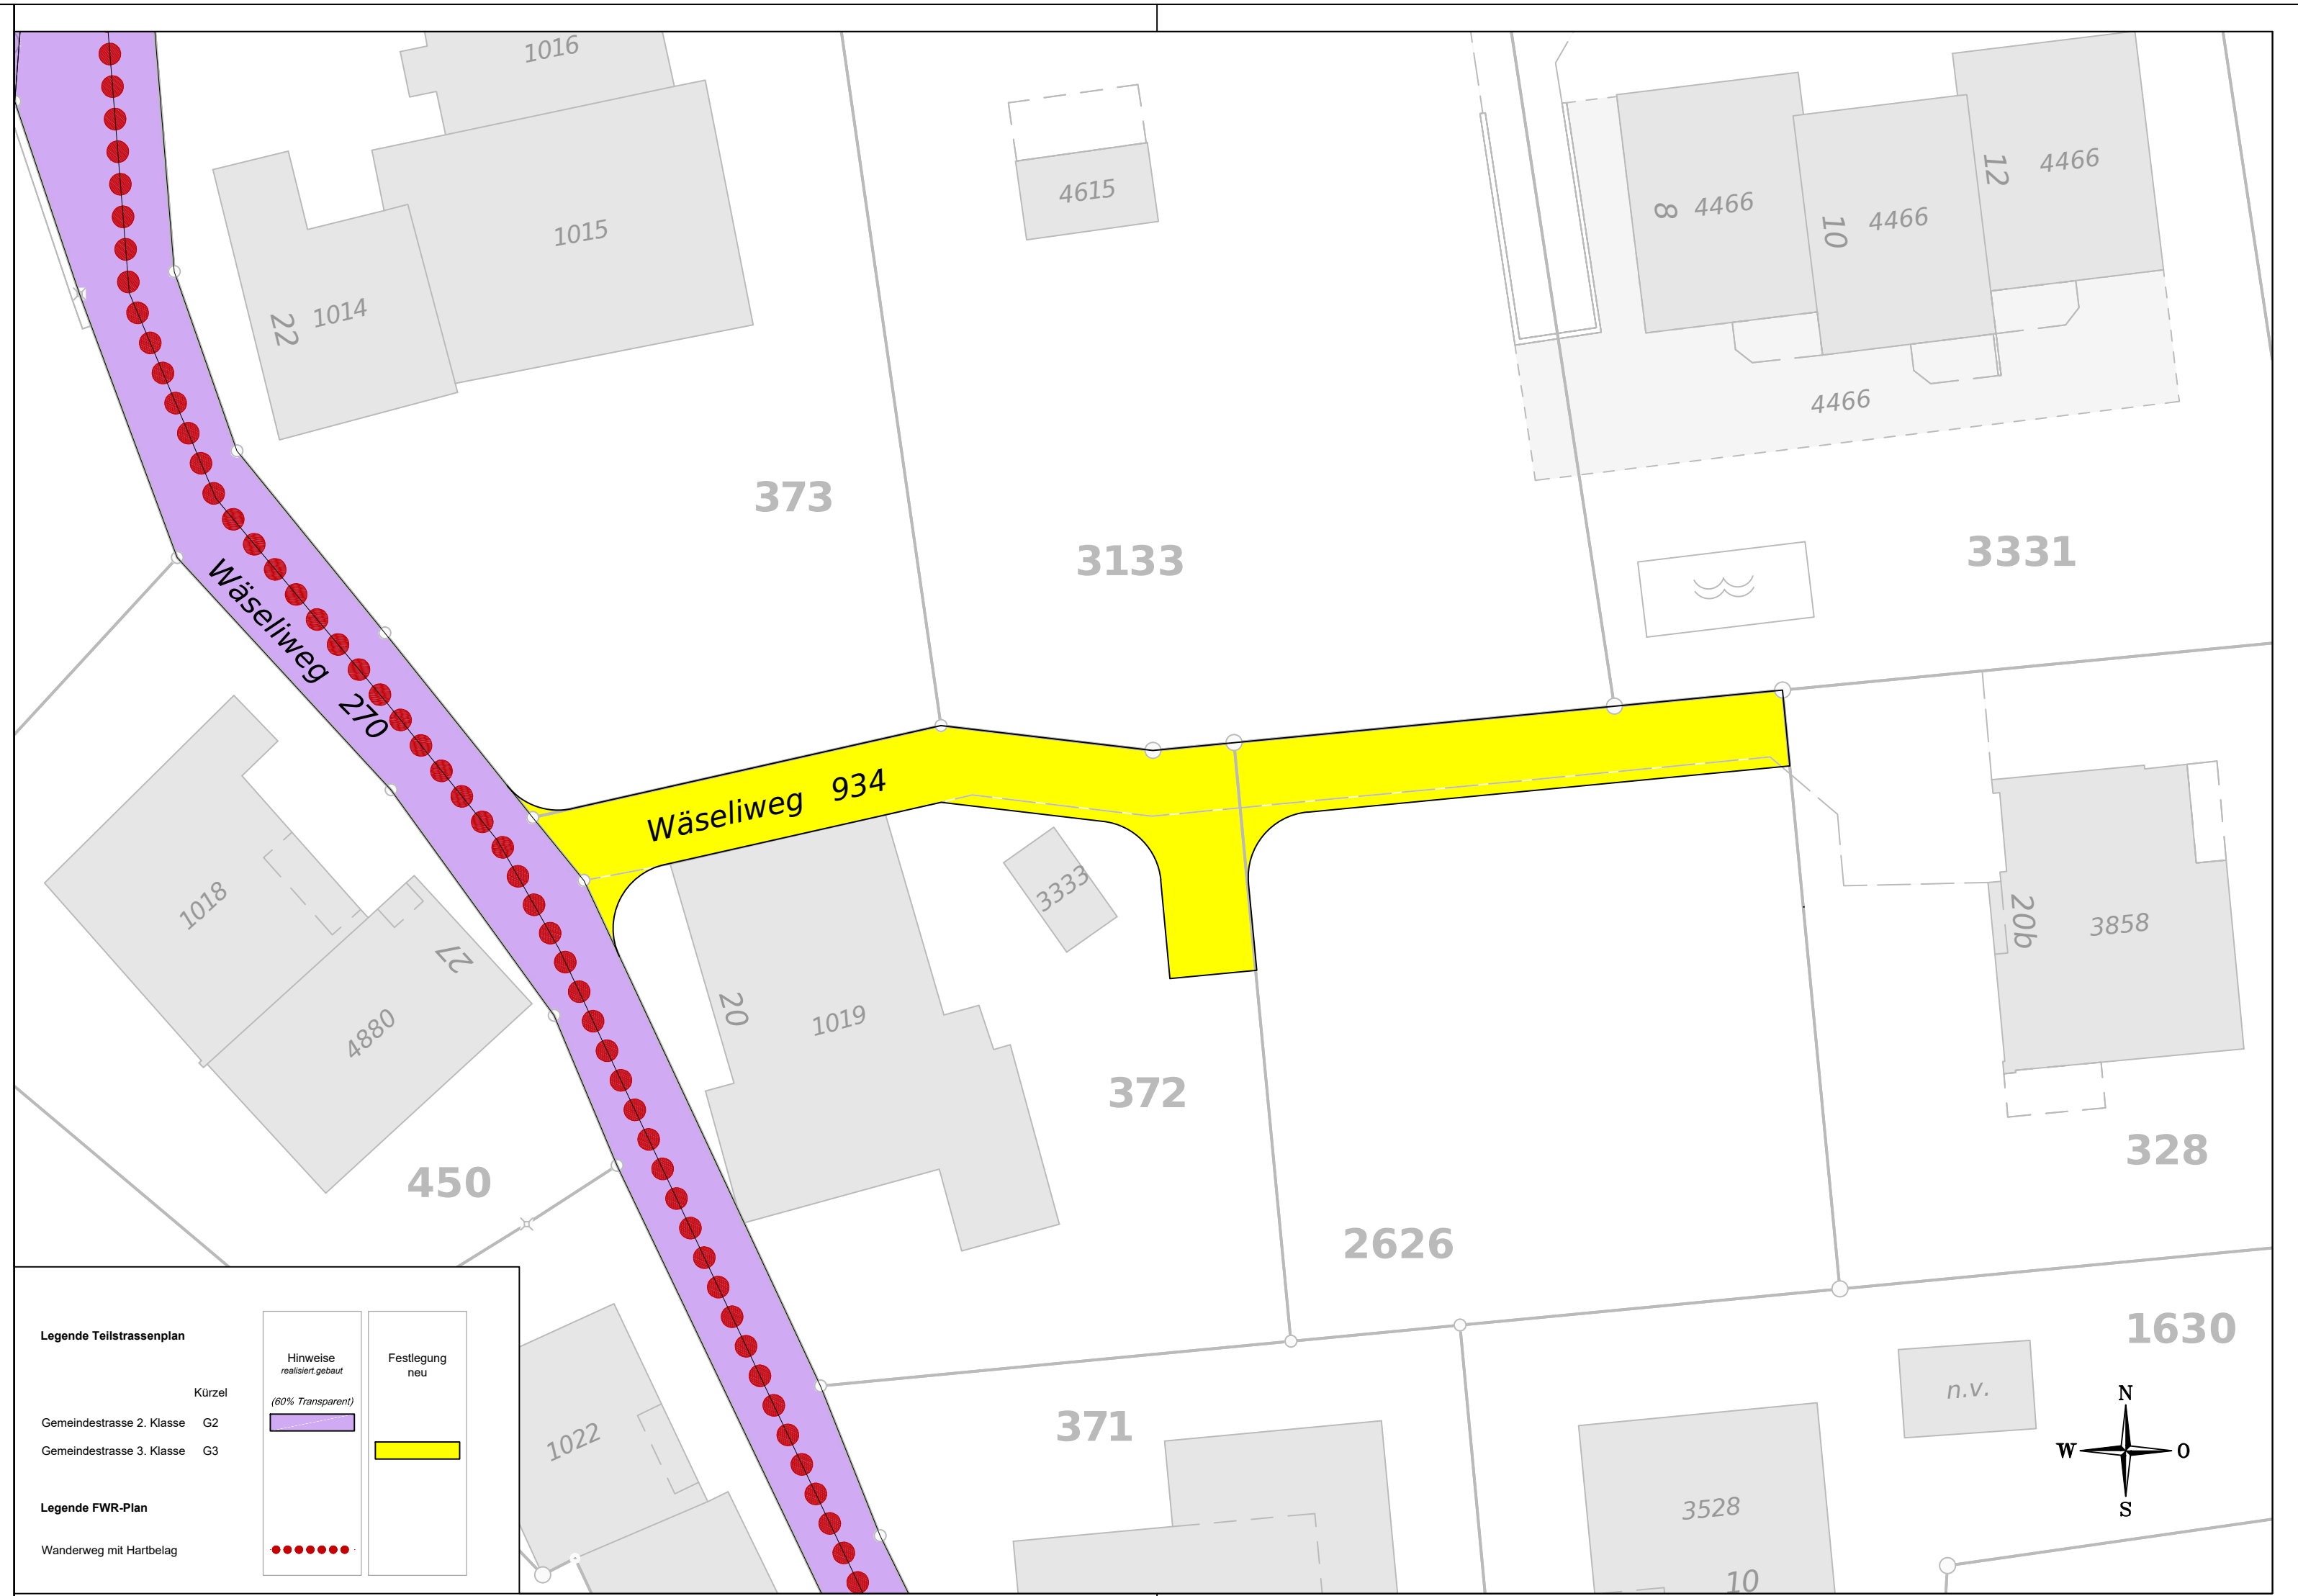 1016
4615
4466
12
8
4466
10
4466
1015
22
1014
4466
373
3133
3331
Wäseliweg 270
Wäseliweg 934
1018
3333
20b
3858
27
4880
20
1019
372
328
450
2626
1630
Legende Teilstrassenplan
Hinweise
realisiert.gebaut
Festlegung
neu
Kürzel
(60% Transparent)
Gemeindestrasse 2. Klasse G2
Gemeindestrasse 3. Klasse G3
Legende FWR-Plan
Wanderweg mit Hartbelag
1022
371
n.v.
3528
10
N
W
O
S